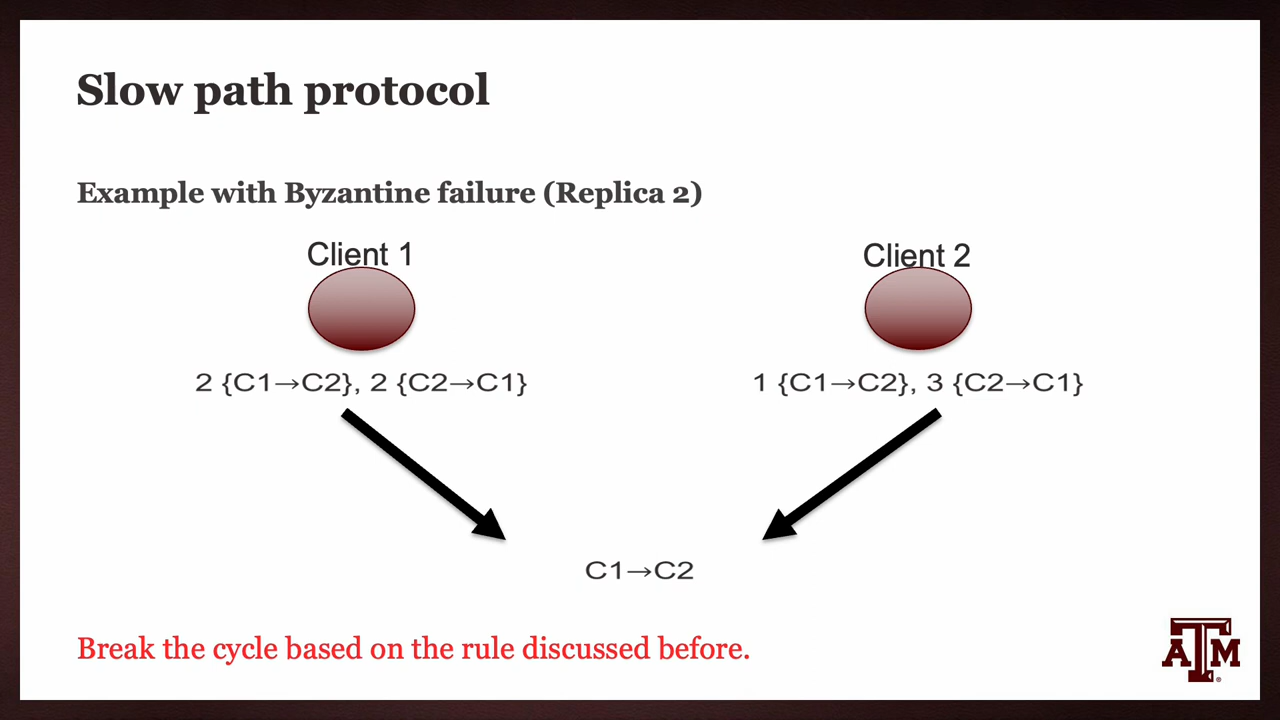 Slow path protocol
Example with Byzantine failure (Replica 2)
Client 1
Client 2
2 {C1→C2}, 2 {C2→C1}
1 {C1→C2}, 3 {C2→C1}
C1→C2
Break the cycle based on the rule discussed before.
ATM